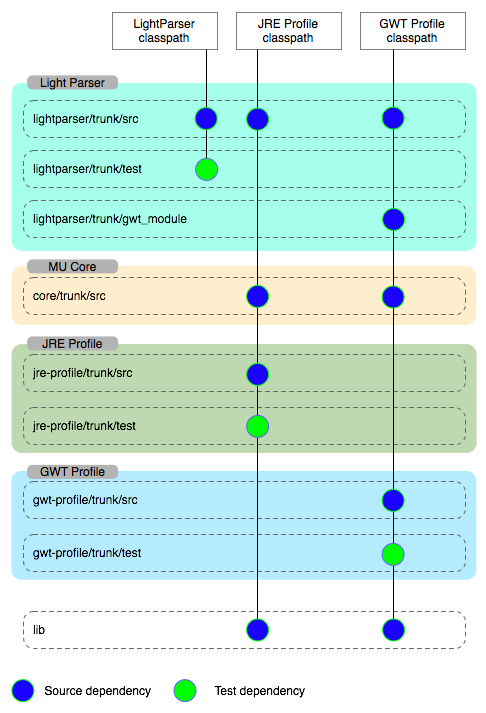 LightParser
classpath
JRE Profile
classpath
GWT Profile
classpath
Light Parser
lightparser/trunk/src
lightparser/trunk/test
lightparser/trunk/gwt_module
MU Core
core/trunk/src
JRE Profile
jre-profile/trunk/src
jre-profile/trunk/test
GWT Profile
gwt-profile/trunk/src
gwt-profile/trunk/test
lib
Source dependency
Test dependency